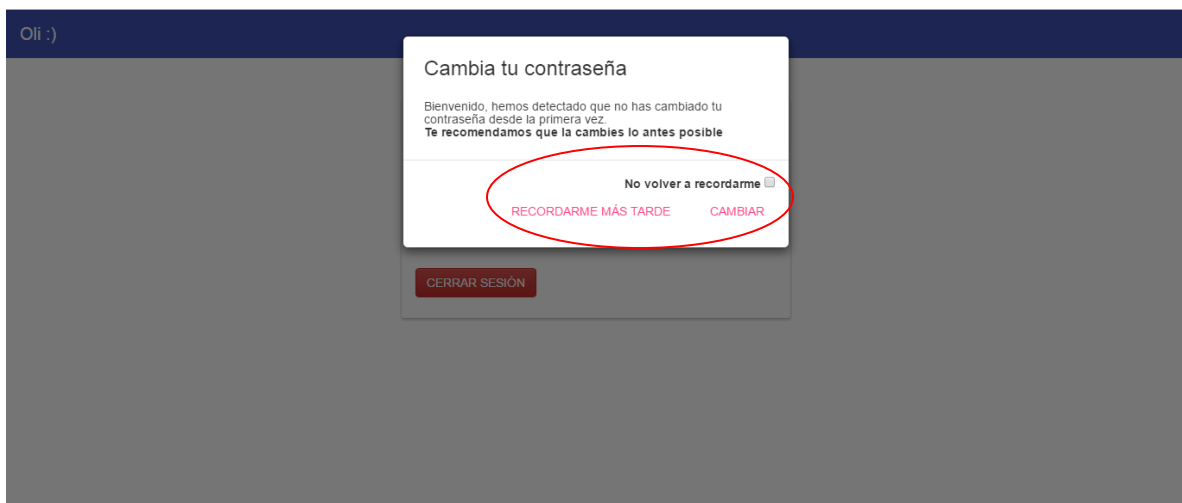 Oli :)
Cambia tu contraseña
Bienvenido, hemos detectado que no has cambiado tu
contraseña desde la primera vez.
Te recomendamos que la cambies lo antes posible
No volver a recordarme
RECORDARME MÁS TARDE CAMBIAR
CERRAR SESIÓN